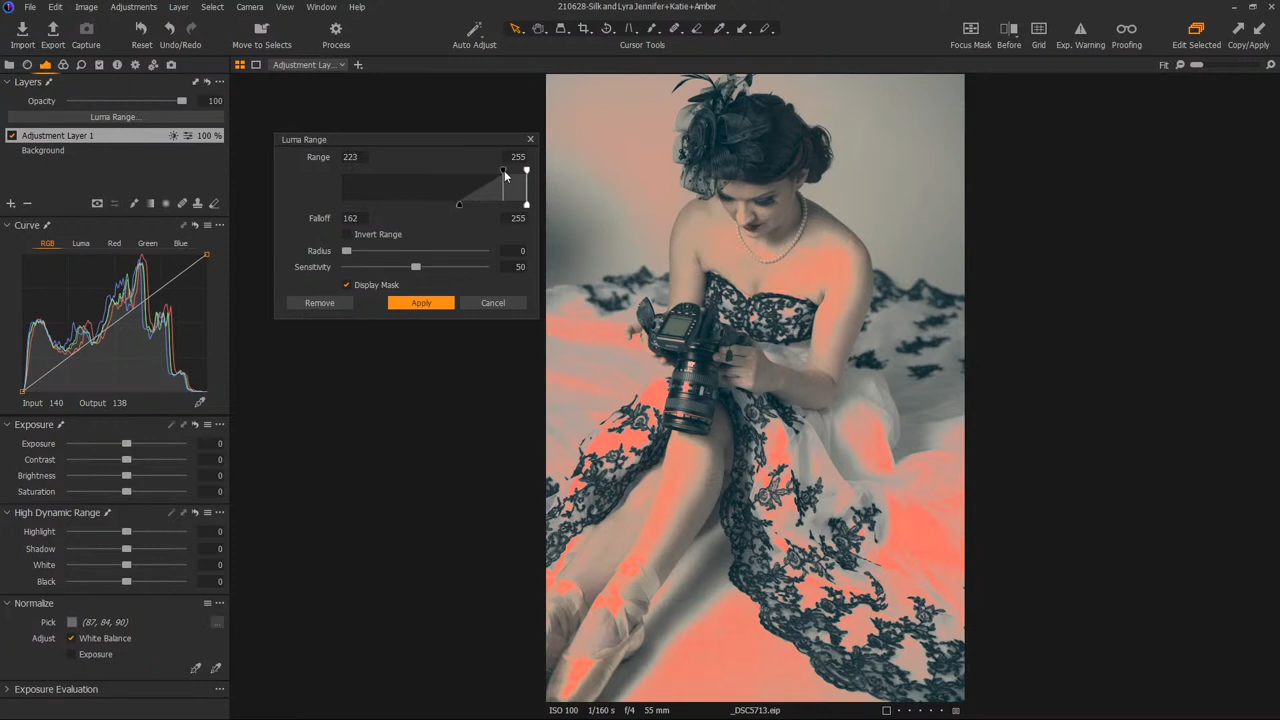 210628-Silk and Lyra Jennifer+Katie+Amber
File Edit Image Adjustments Layer Select Camera View Window Help
Import Export Capture Reset Undo/Redo Move to Selects Process Auto Adjust Cursor Tools Focus Mask Before Grid Exp. Warning Proofing Edit Selected Copy/Apply
Adjustment Lay... Fit
Layers
Opacity 100
Luma Range...
Adjustment Layer 1 100 %
Background
Curve
RGB Luma Red Green Blue
Input 140 Output 138
Exposure
Exposure 0
Contrast 0
Brightness 0
Saturation 0
High Dynamic Range
Highlight 0
Shadow 0
White 0
Black 0
Normalize
Pick (87, 84, 90) ...
Adjust White Balance
Exposure
Exposure Evaluation
Luma Range
Range 223 255
Falloff 162 255
Invert Range
Radius 0
Sensitivity 50
Display Mask
Remove Apply Cancel
ISO 100 1/160 s f/4 55 mm _DSC5713.eip